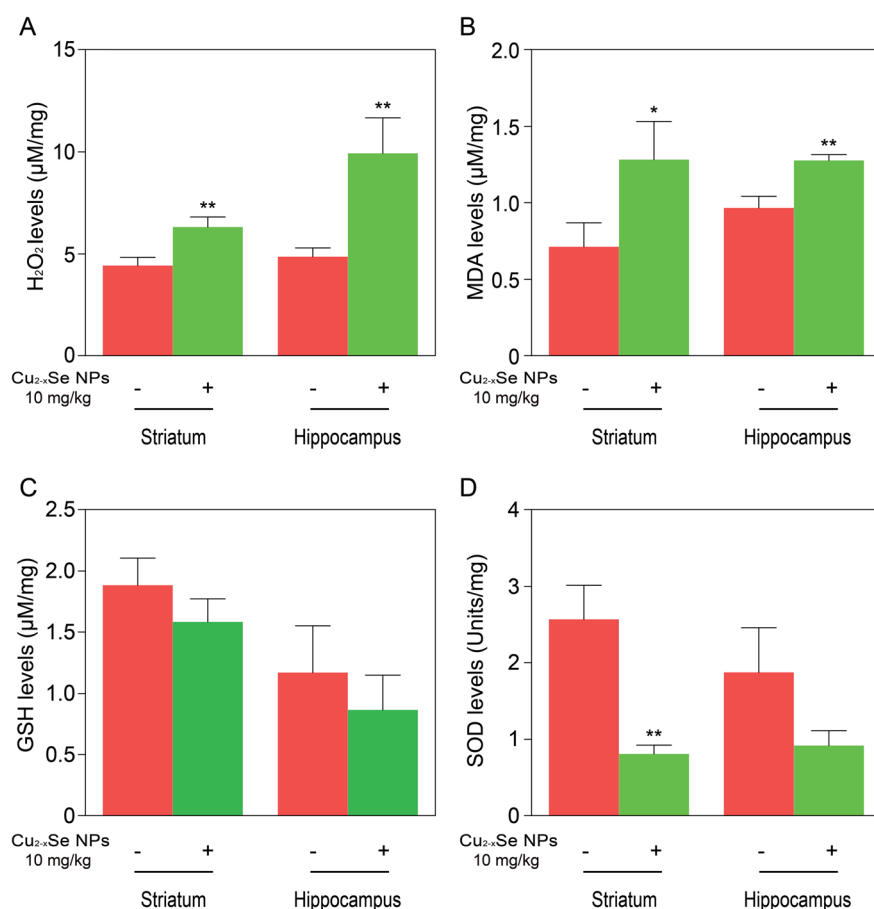 A
H₂O₂ levels (μM/mg)
15
10
5
0
**
**
Cu₂₋ₓSe NPs
10 mg/kg
- + - +
Striatum Hippocampus
B
MDA levels (μM/mg)
2.0
1.5
1.0
0.5
0
*
**
Cu₂₋ₓSe NPs
10 mg/kg
- + - +
Striatum Hippocampus
C
GSH levels (μM/mg)
2.5
2.0
1.5
1.0
0.5
0
Cu₂₋ₓSe NPs
10 mg/kg
- + - +
Striatum Hippocampus
D
SOD levels (Units/mg)
4
3
2
1
0
**
Cu₂₋ₓSe NPs
10 mg/kg
- + - +
Striatum Hippocampus